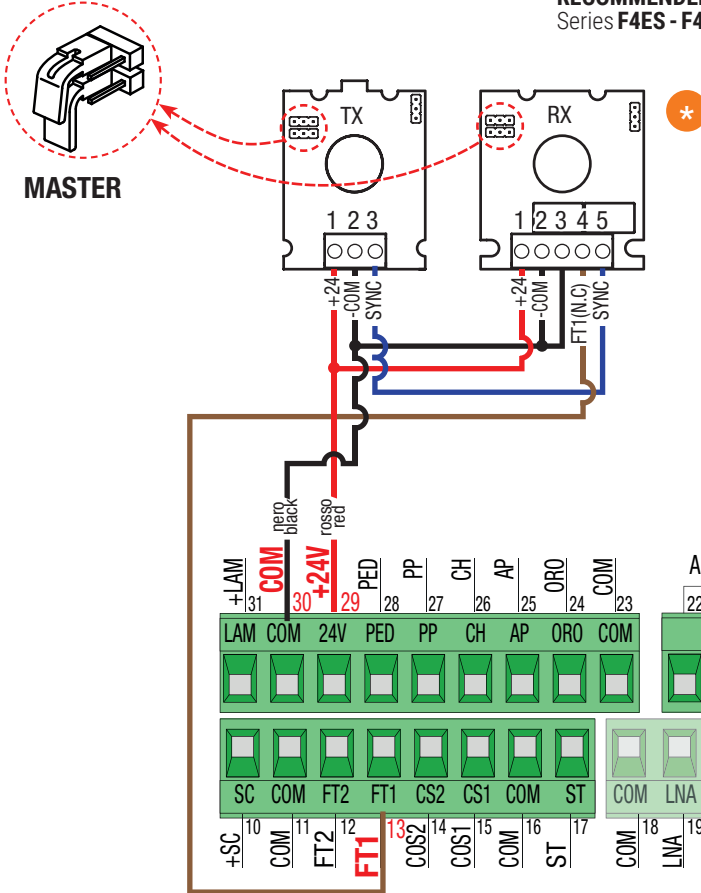 RECOMMENDED
Series F4ES - F4
MASTER
TX
RX
*
1 2 3
1 2 3 4 5
+24
-COM
SYNC
+24
-COM
FT1(N.C)
SYNC
nero
black
rosso
red
+LAM
COM
+24V
PED
PP
CH
AP
ORO
COM
A
31 30 29 28 27 26 25 24 23 22
LAM COM 24V PED PP CH AP ORO COM
SC COM FT2 FT1 CS2 CS1 COM ST COM LNA
10 11 12 13 14 15 16 17 18 19
+SC
COM
FT2
FT1
COS2
COS1
COM
ST
COM
LNA